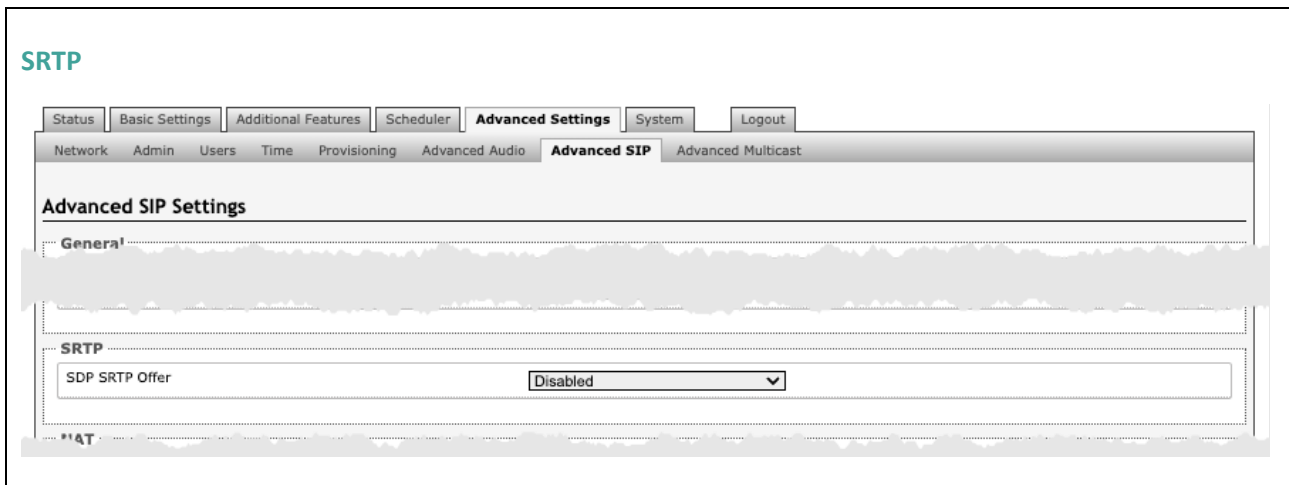 SRTP
Status Basic Settings Additional Features Scheduler Advanced Settings System Logout
Network Admin Users Time Provisioning Advanced Audio Advanced SIP Advanced Multicast
Advanced SIP Settings
General
SRTP
SDP SRTP Offer Disabled
NAT